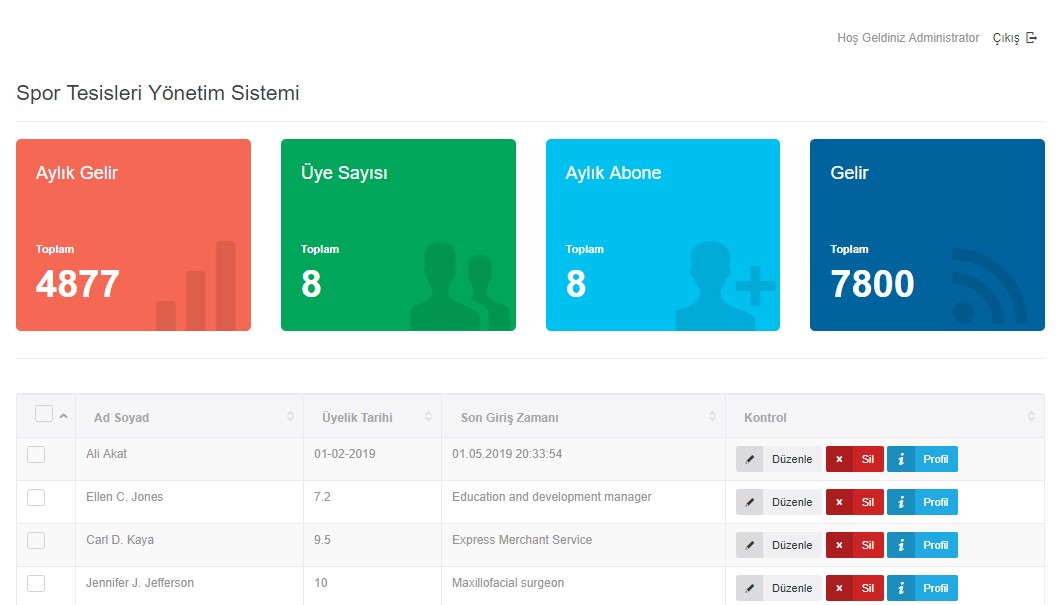 Hoş Geldiniz Administrator Çıkış
Spor Tesisleri Yönetim Sistemi
Aylık Gelir
Toplam
4877
Üye Sayısı
Toplam
8
Aylık Abone
Toplam
8
Gelir
Toplam
7800
Ad Soyad Üyelik Tarihi Son Giriş Zamanı Kontrol
Ali Akat 01-02-2019 01.05.2019 20:33:54 Düzenle × Sil i Profil
Ellen C. Jones 7.2 Education and development manager Düzenle × Sil i Profil
Carl D. Kaya 9.5 Express Merchant Service Düzenle × Sil i Profil
Jennifer J. Jefferson 10 Maxillofacial surgeon Düzenle × Sil i Profil